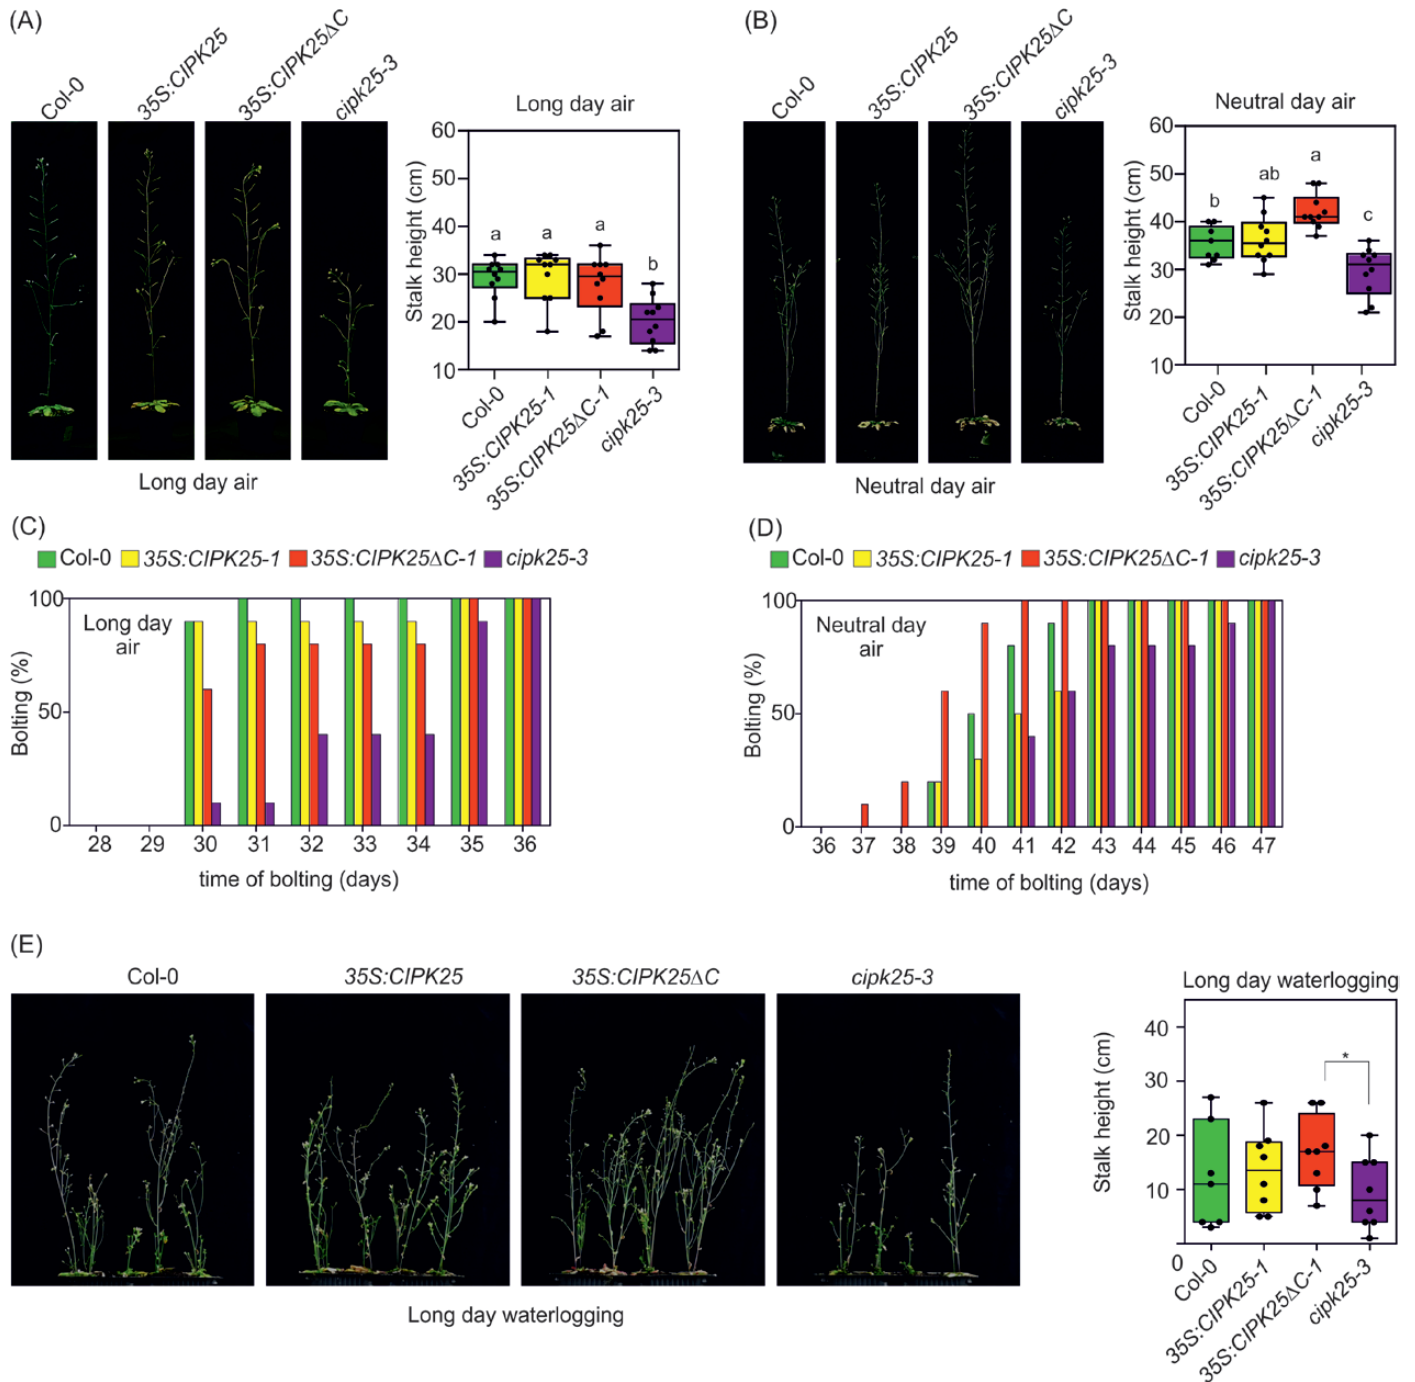 (A)
Col-0
35S:CIPK25
35S:CIPK25ΔC
cipk25-3
Long day air
Long day air
Stalk height (cm)
60
50
40
30
20
10
a
a
a
b
Col-0
35S:CIPK25-1
35S:CIPK25ΔC-1
cipk25-3
(B)
Col-0
35S:CIPK25
35S:CIPK25ΔC
cipk25-3
Neutral day air
Neutral day air
Stalk height (cm)
60
50
40
30
20
10
b
ab
a
c
Col-0
35S:CIPK25-1
35S:CIPK25ΔC-1
cipk25-3
(C)
Col-0 35S:CIPK25-1 35S:CIPK25ΔC-1 cipk25-3
Long day
air
Bolting (%)
100
50
0
28 29 30 31 32 33 34 35 36
time of bolting (days)
(D)
Col-0 35S:CIPK25-1 35S:CIPK25ΔC-1 cipk25-3
Neutral day
air
Bolting (%)
100
50
0
36 37 38 39 40 41 42 43 44 45 46 47
time of bolting (days)
(E)
Col-0
35S:CIPK25
35S:CIPK25ΔC
cipk25-3
Long day waterlogging
Long day waterlogging
Stalk height (cm)
40
30
20
10
0
*
Col-0
35S:CIPK25-1
35S:CIPK25ΔC-1
cipk25-3